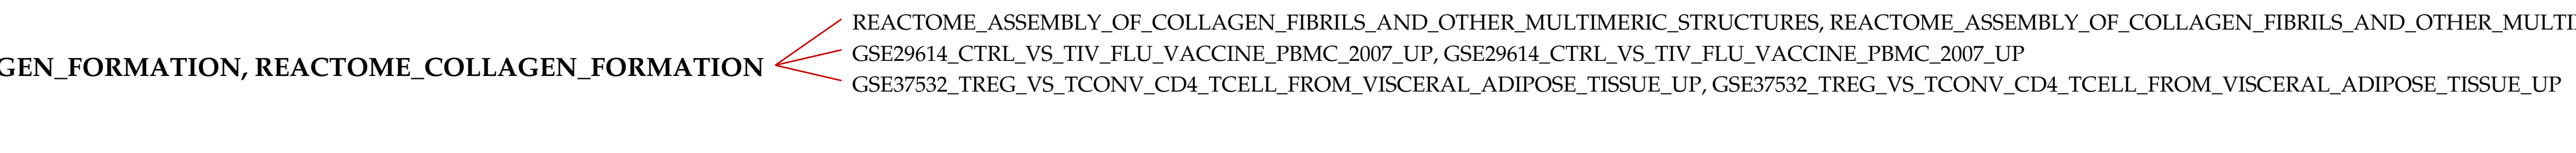 REACTOME_ASSEMBLY_OF_COLLAGEN_FIBRILS_AND_OTHER_MULTIMERIC_STRUCTURES, REACTOME_ASSEMBLY_OF_COLLAGEN_FIBRILS_AND_OTHER_MULTI
GSE29614_CTRL_VS_TIV_FLU_VACCINE_PBMC_2007_UP, GSE29614_CTRL_VS_TIV_FLU_VACCINE_PBMC_2007_UP
GEN_FORMATION, REACTOME_COLLAGEN_FORMATION
GSE37532_TREG_VS_TCONV_CD4_TCELL_FROM_VISCERAL_ADIPOSE_TISSUE_UP, GSE37532_TREG_VS_TCONV_CD4_TCELL_FROM_VISCERAL_ADIPOSE_TISSUE_UP